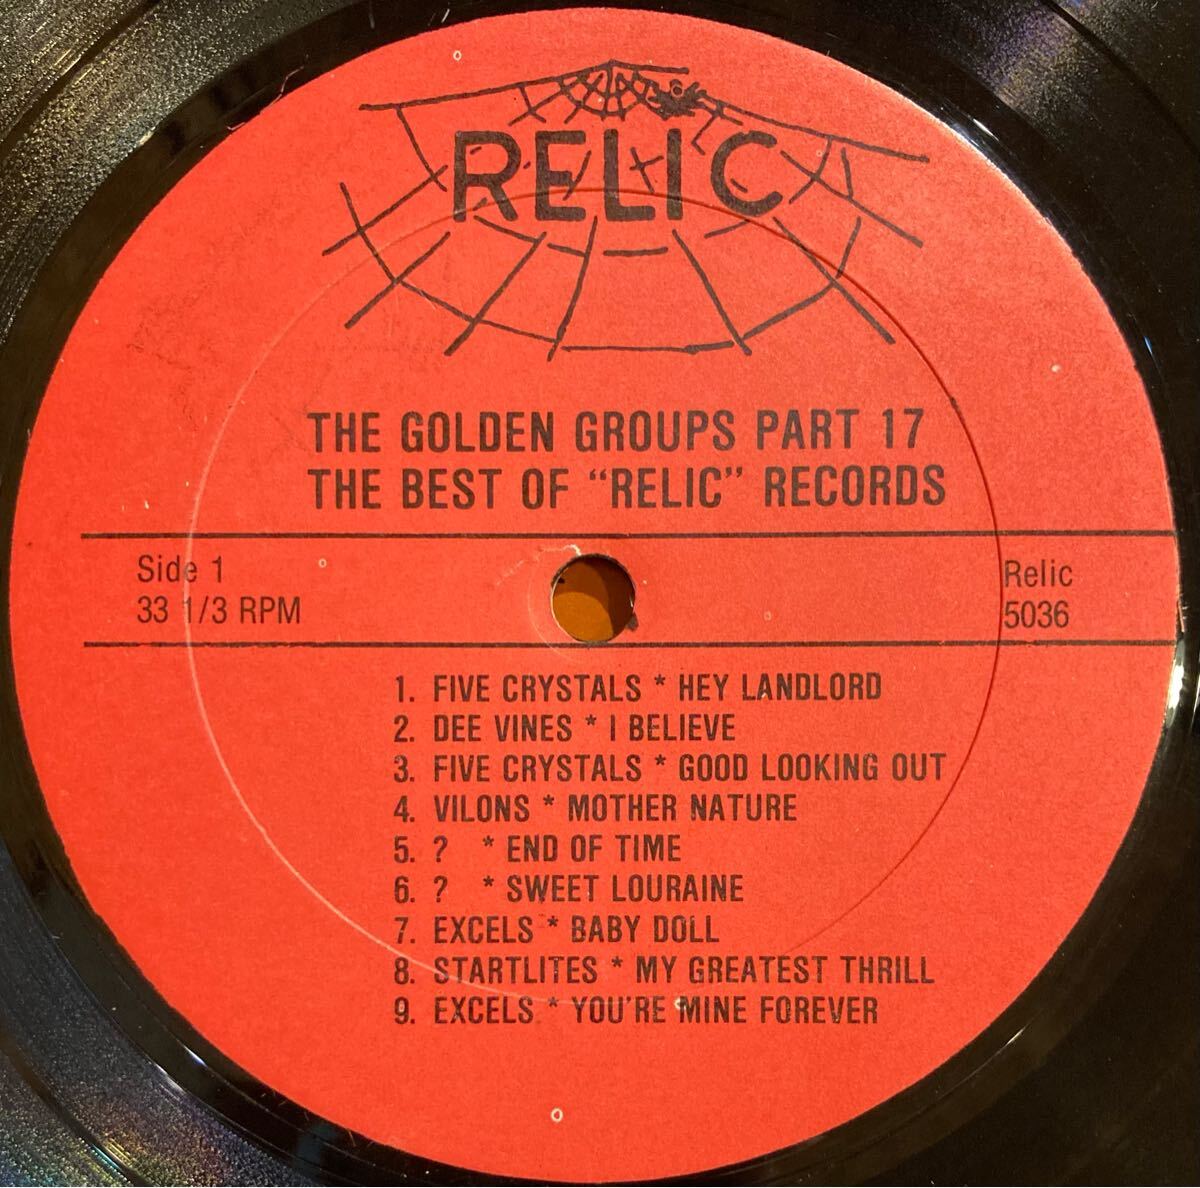 RELIC
THE GOLDEN GROUPS PART 17
THE BEST OF “RELIC” RECORDS
Side 1
33 1/3 RPM
Relic
5036
1. FIVE CRYSTALS * HEY LANDLORD
2. DEE VINES * I BELIEVE
3. FIVE CRYSTALS * GOOD LOOKING OUT
4. VILONS * MOTHER NATURE
5. ? * END OF TIME
6. ? * SWEET LOURAINE
7. EXCELS * BABY DOLL
8. STARTLITES * MY GREATEST THRILL
9. EXCELS * YOU'RE MINE FOREVER